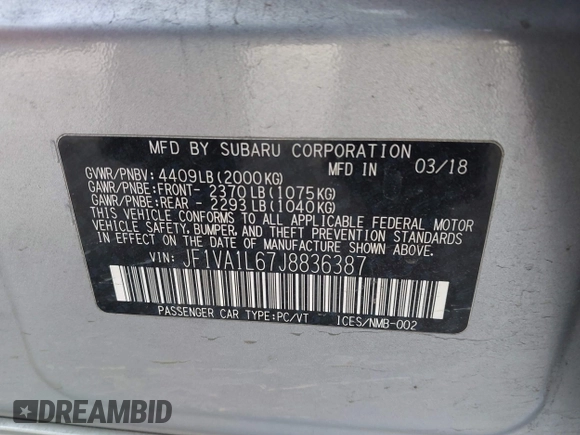 MFD BY SUBARU CORPORATION
GVWR/PNBV: 4409LB(2000KG) MFD IN 03/18
GAWR/PNBE:FRONT- 2370LB(1075KG)
GAWR/PNBE:REAR - 2293LB(1040KG)
THIS VEHICLE CONFORMS TO ALL APPLICABLE FEDERAL MOTOR
VEHICLE SAFETY, BUMPER, AND THEFT PREVENTION STANDARDS
IN EFFECT ON THE DATE OF MANUFACTURE SHOWN ABOVE.
VIN: JF1VA1L67J8836387
PASSENGER CAR TYPE:PC/VT ICES/NMB-002
DREAMBID